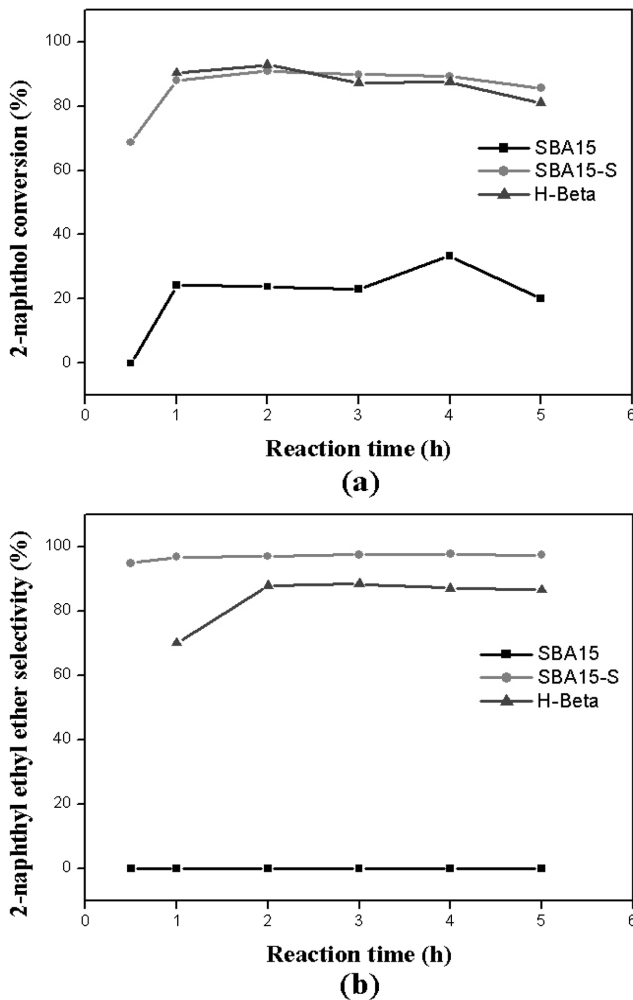 100
80
60
40
20
0
2-naphthol conversion (%)
SBA15
SBA15-S
H-Beta
0 1 2 3 4 5 6
Reaction time (h)
(a)
100
80
60
40
20
0
2-naphthyl ethyl ether selectivity (%)
SBA15
SBA15-S
H-Beta
0 1 2 3 4 5 6
Reaction time (h)
(b)